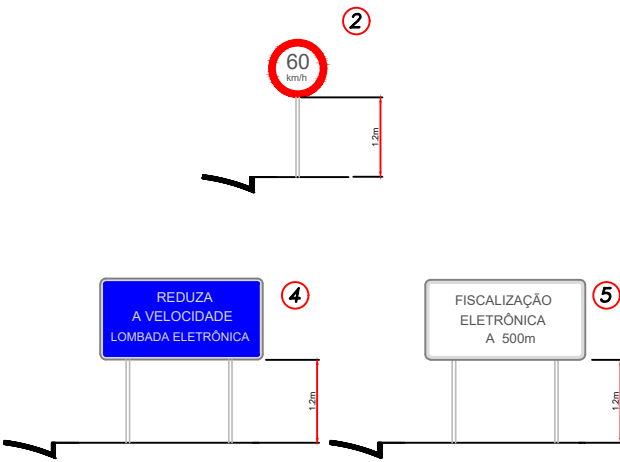 2
60
km/h
1.2m
REDUZA
A VELOCIDADE
LOMBADA ELETRÔNICA
4
1.2m
FISCALIZAÇÃO
ELETRÔNICA
A 500m
5
1.2m